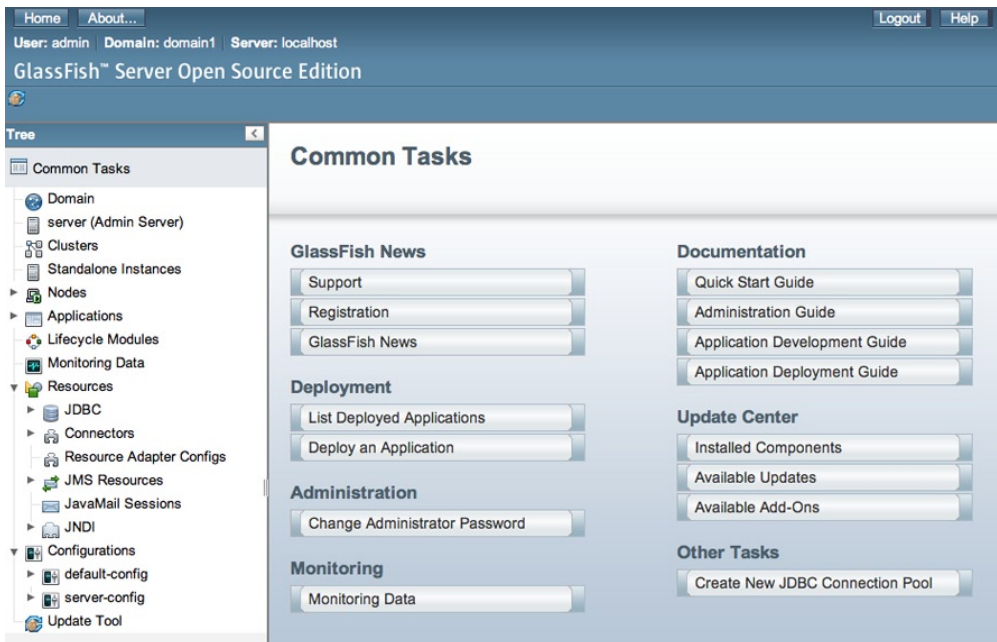 Home About... Logout Help
User: admin Domain: domain1 Server: localhost
GlassFish™ Server Open Source Edition
Tree
Common Tasks
Domain
server (Admin Server)
Clusters
Standalone Instances
Nodes
Applications
Lifecycle Modules
Monitoring Data
Resources
JDBC
Connectors
Resource Adapter Configs
JMS Resources
JavaMail Sessions
JNDI
Configurations
default-config
server-config
Update Tool
Common Tasks
GlassFish News
Support
Registration
GlassFish News
Deployment
List Deployed Applications
Deploy an Application
Administration
Change Administrator Password
Monitoring
Monitoring Data
Documentation
Quick Start Guide
Administration Guide
Application Development Guide
Application Deployment Guide
Update Center
Installed Components
Available Updates
Available Add-Ons
Other Tasks
Create New JDBC Connection Pool